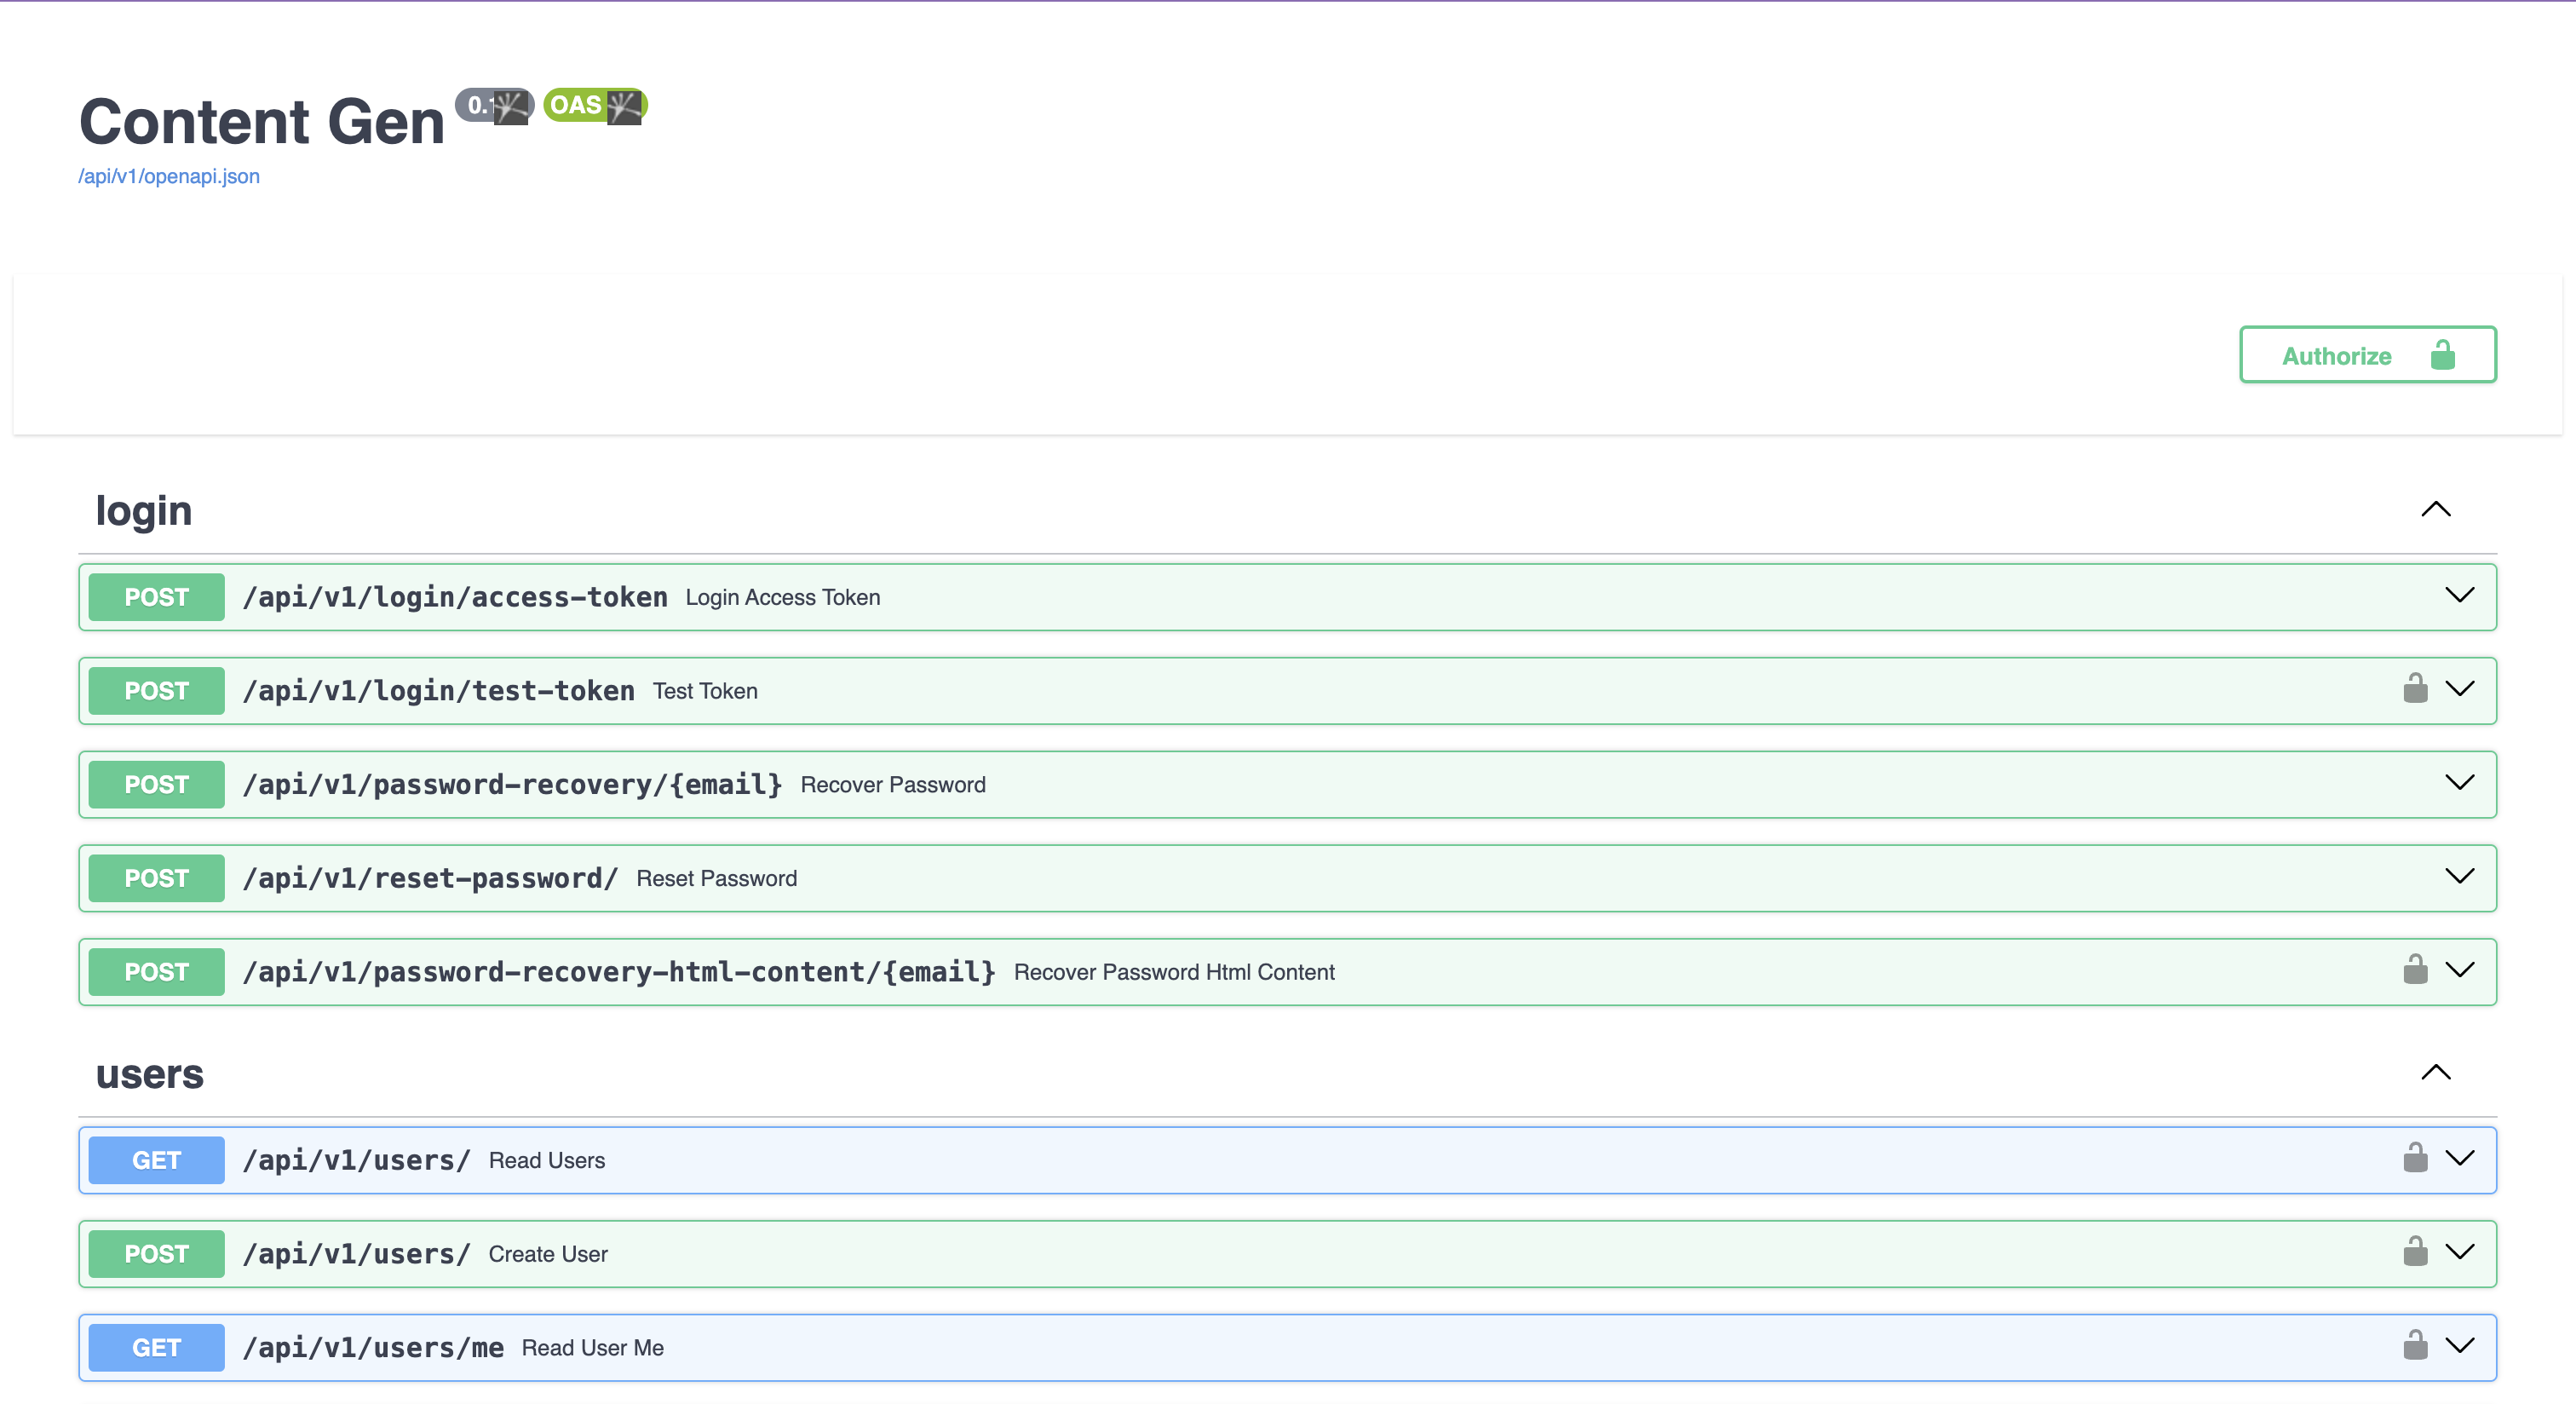 Content Gen OAS
/api/v1/openapi.json
Authorize
login
POST /api/v1/login/access-token Login Access Token
POST /api/v1/login/test-token Test Token
POST /api/v1/password-recovery/{email} Recover Password
POST /api/v1/reset-password/ Reset Password
POST /api/v1/password-recovery-html-content/{email} Recover Password Html Content
users
GET /api/v1/users/ Read Users
POST /api/v1/users/ Create User
GET /api/v1/users/me Read User Me